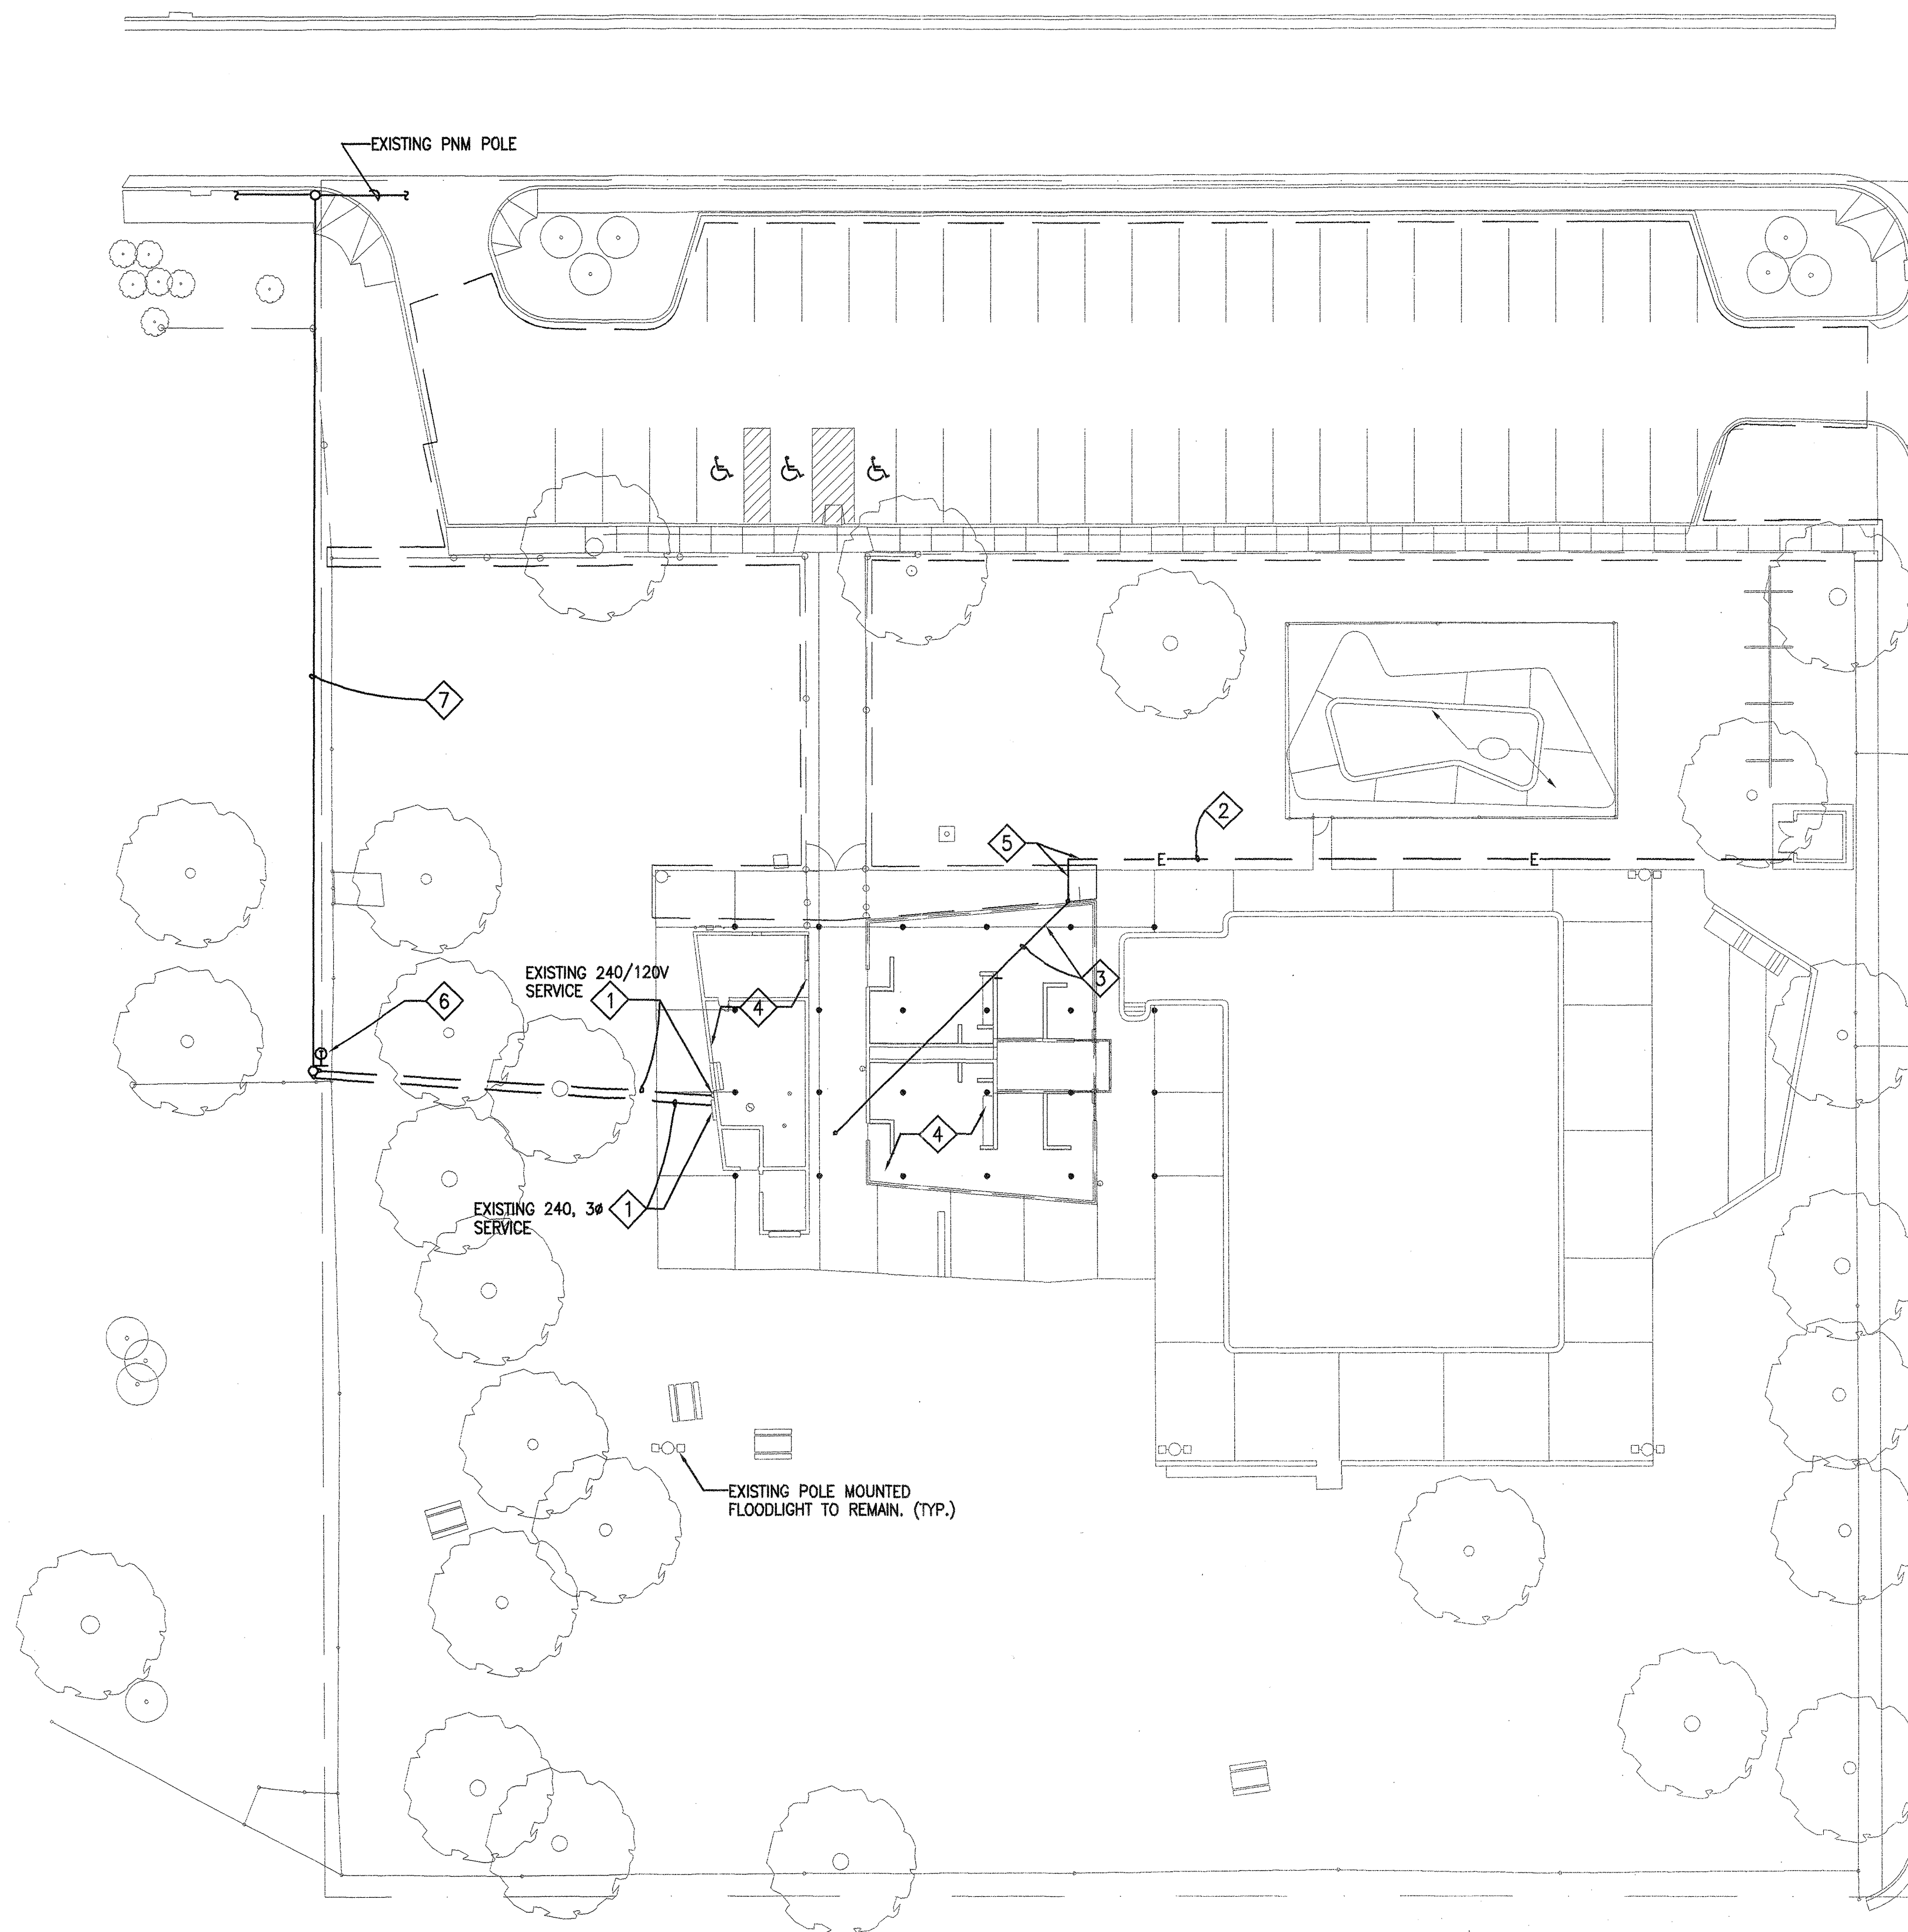 EXISTING PNM POLE
7
2
5
EXISTING 240/120V
SERVICE
1
6
4
3
E
E
4
EXISTING 240, 3ø
SERVICE
1
EXISTING POLE MOUNTED
FLOODLIGHT TO REMAIN. (TYP.)